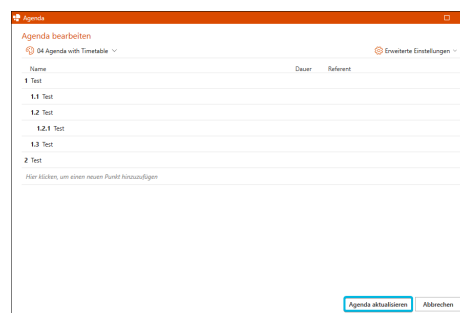 Agenda
Agenda bearbeiten
04 Agenda with Timetable
Erweiterte Einstellungen
Name Dauer Referent
1 Test
1.1 Test
1.2 Test
1.2.1 Test
1.3 Test
2 Test
Hier klicken, um einen neuen Punkt hinzuzufügen
Agenda aktualisieren Abbrechen